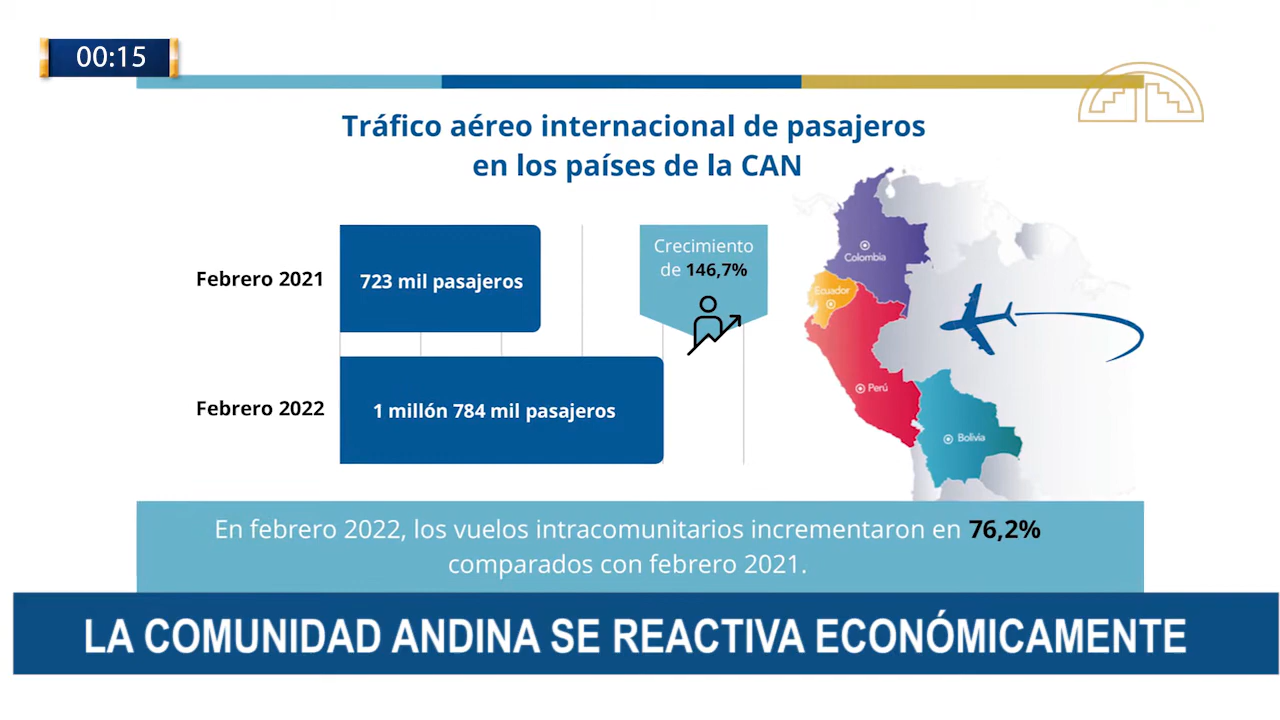 00:15
Tráfico aéreo internacional de pasajeros
en los países de la CAN
Febrero 2021
723 mil pasajeros
Crecimiento
de 146,7%
Febrero 2022
1 millón 784 mil pasajeros
Colombia
Ecuador
Perú
Bolivia
En febrero 2022, los vuelos intracomunitarios incrementaron en 76,2%
comparados con febrero 2021.
LA COMUNIDAD ANDINA SE REACTIVA ECONÓMICAMENTE